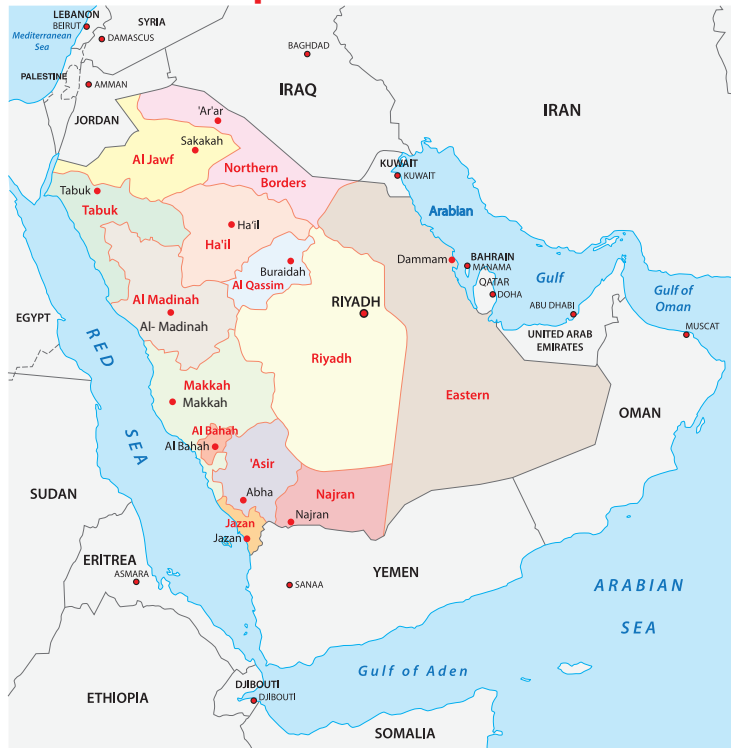 LEBANON
BEIRUT
SYRIA
Mediterranean
Sea
DAMASCUS
BAGHDAD
PALESTINE
AMMAN
IRAQ
IRAN
JORDAN
'Ar'ar
Sakakah
Al Jawf
Northern
Borders
KUWAIT
KUWAIT
Tabuk
Tabuk
Arabian
Ha'il
Ha'il
Dammam
BAHRAIN
MANAMA
Buraidah
Al Qassim
QATAR
DOHA
Gulf
Gulf of
Oman
Al Madinah
Al- Madinah
RIYADH
ABU DHABI
EGYPT
MUSCAT
UNITED ARAB
EMIRATES
RED
SEA
Riyadh
Makkah
Makkah
Eastern
OMAN
Al Bahah
Al Bahah
'Asir
Abha
Najran
Najran
SUDAN
Jazan
Jazan
ERITREA
ASMARA
SANAA
YEMEN
ARABIAN
SEA
Gulf of Aden
DJIBOUTI
DJIBOUTI
ETHIOPIA
SOMALIA